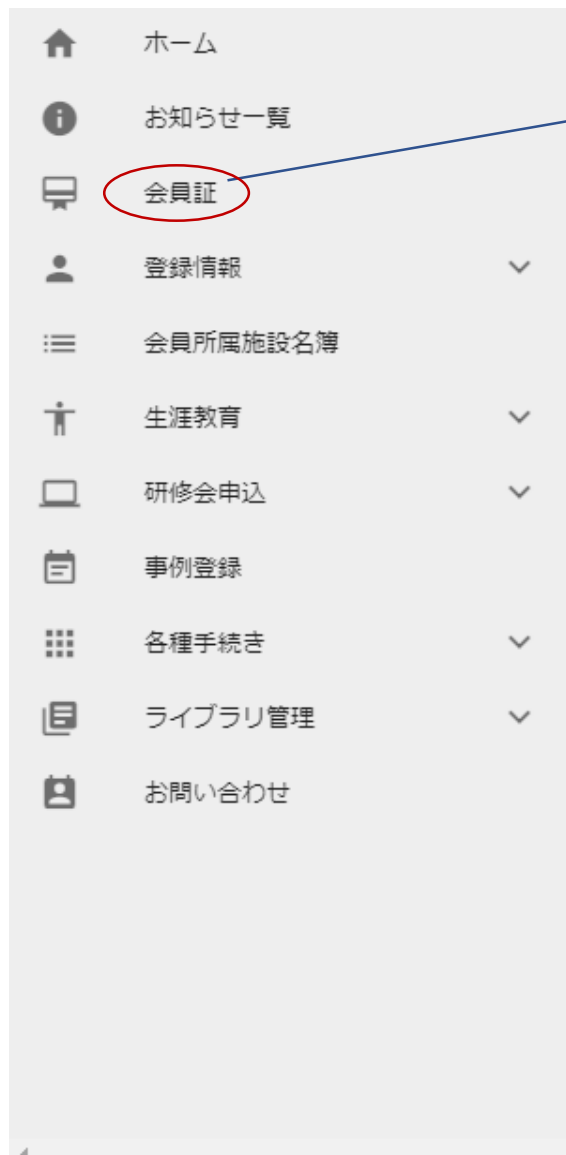 ホーム
お知らせ一覧
会員証
登録情報
会員所属施設名簿
生涯教育
研修会申込
事例登録
各種手続き
ライブラリ管理
お問い合わせ